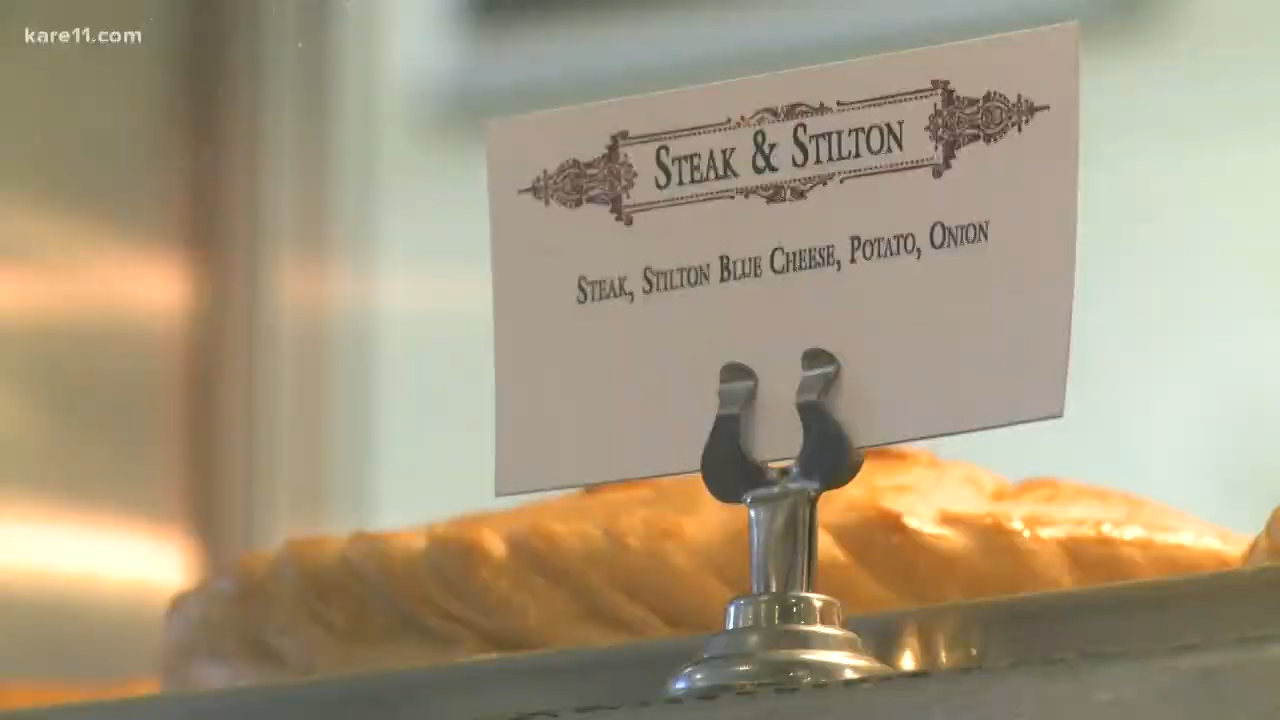 kare11.com
STEAK & STILTON
STEAK, STILTON BLUE CHEESE, POTATO, ONION